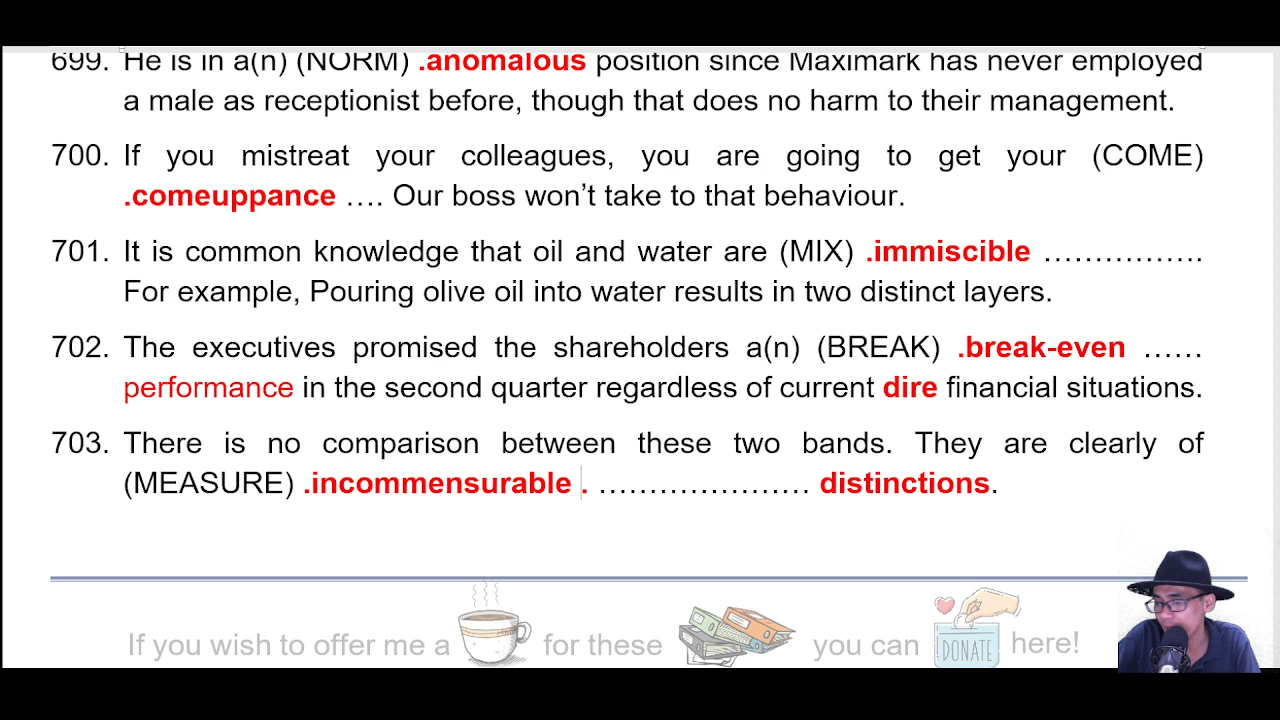 699. He is in a(n) (NORM) .anomalous position since Maximark has never employed
a male as receptionist before, though that does no harm to their management.
700. If you mistreat your colleagues, you are going to get your (COME)
.comeuppance …. Our boss won’t take to that behaviour.
701. It is common knowledge that oil and water are (MIX) .immiscible …………….
For example, Pouring olive oil into water results in two distinct layers.
702. The executives promised the shareholders a(n) (BREAK) .break-even ……
performance in the second quarter regardless of current dire financial situations.
703. There is no comparison between these two bands. They are clearly of
(MEASURE) .incommensurable . ………………… distinctions.
If you wish to offer me a for these you can DONATE here!